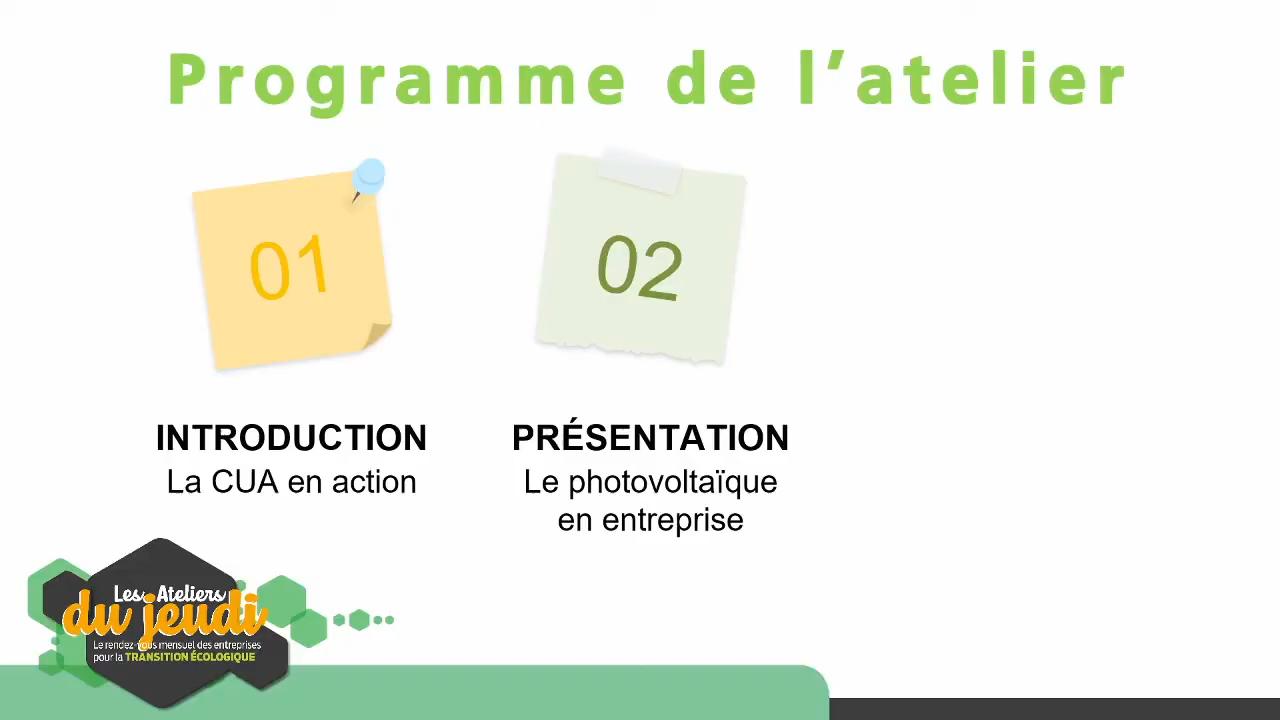 Programme de l’atelier
01
02
INTRODUCTION
La CUA en action
PRÉSENTATION
Le photovoltaïque
en entreprise
Les Ateliers
du jeudi
Le rendez-vous mensuel des entreprises
pour la TRANSITION ÉCOLOGIQUE